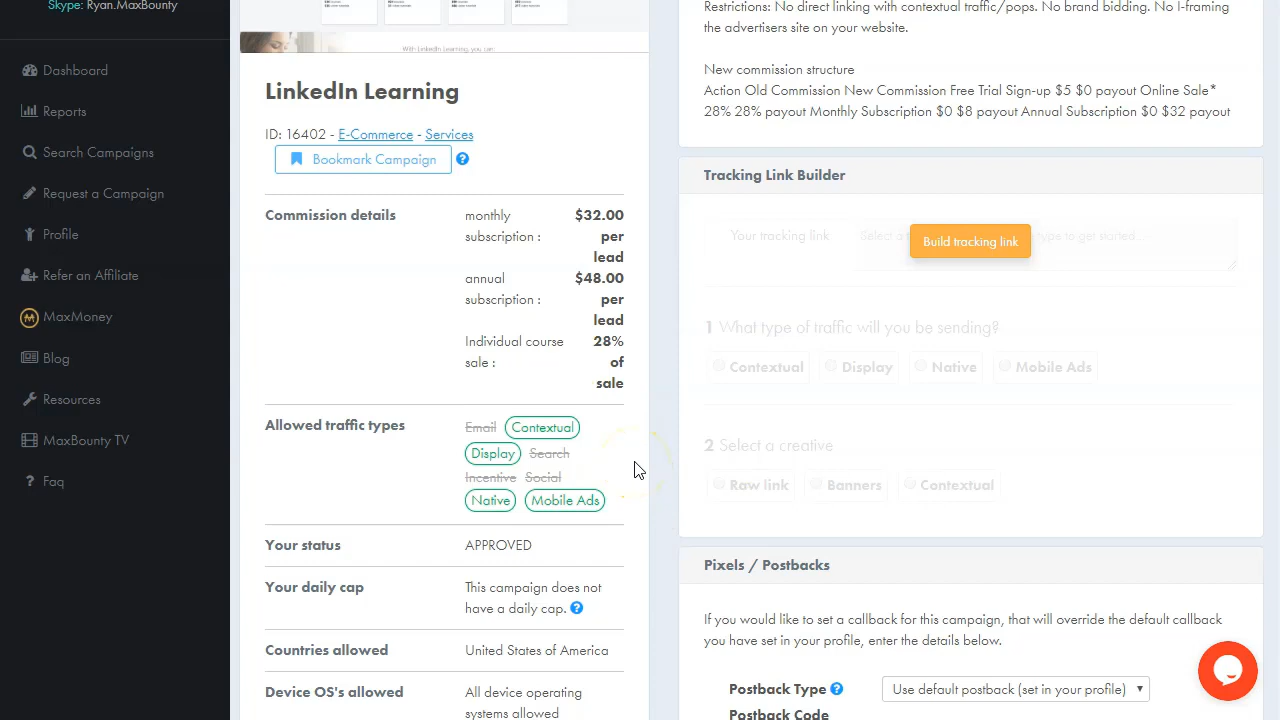 Skype: Ryan.MaxBounty
Dashboard
Reports
Search Campaigns
Request a Campaign
Profile
Refer an Affiliate
MaxMoney
Blog
Resources
MaxBounty TV
Faq
With LinkedIn Learning, you can:
LinkedIn Learning
ID: 16402 - E-Commerce - Services
Bookmark Campaign
Commission details
monthly subscription : $32.00 per lead
annual subscription : $48.00 per lead
Individual course sale : 28% of sale
Allowed traffic types
Email Contextual
Display Search
Incentive Social
Native Mobile Ads
Your status APPROVED
Your daily cap
This campaign does not
have a daily cap.
Countries allowed United States of America
Device OS's allowed
All device operating
systems allowed
Restrictions: No direct linking with contextual traffic/pops. No brand bidding. No I-framing
the advertisers site on your website.
New commission structure
Action Old Commission New Commission Free Trial Sign-up $5 $0 payout Online Sale*
28% 28% payout Monthly Subscription $0 $8 payout Annual Subscription $0 $32 payout
Tracking Link Builder
Your tracking link
Build tracking link
type to get started...
1 What type of traffic will you be sending?
Contextual Display Native Mobile Ads
2 Select a creative
Raw link Banners Contextual
Pixels / Postbacks
If you would like to set a callback for this campaign, that will override the default callback
you have set in your profile, enter the details below.
Postback Type Use default postback (set in your profile)
Postback Code